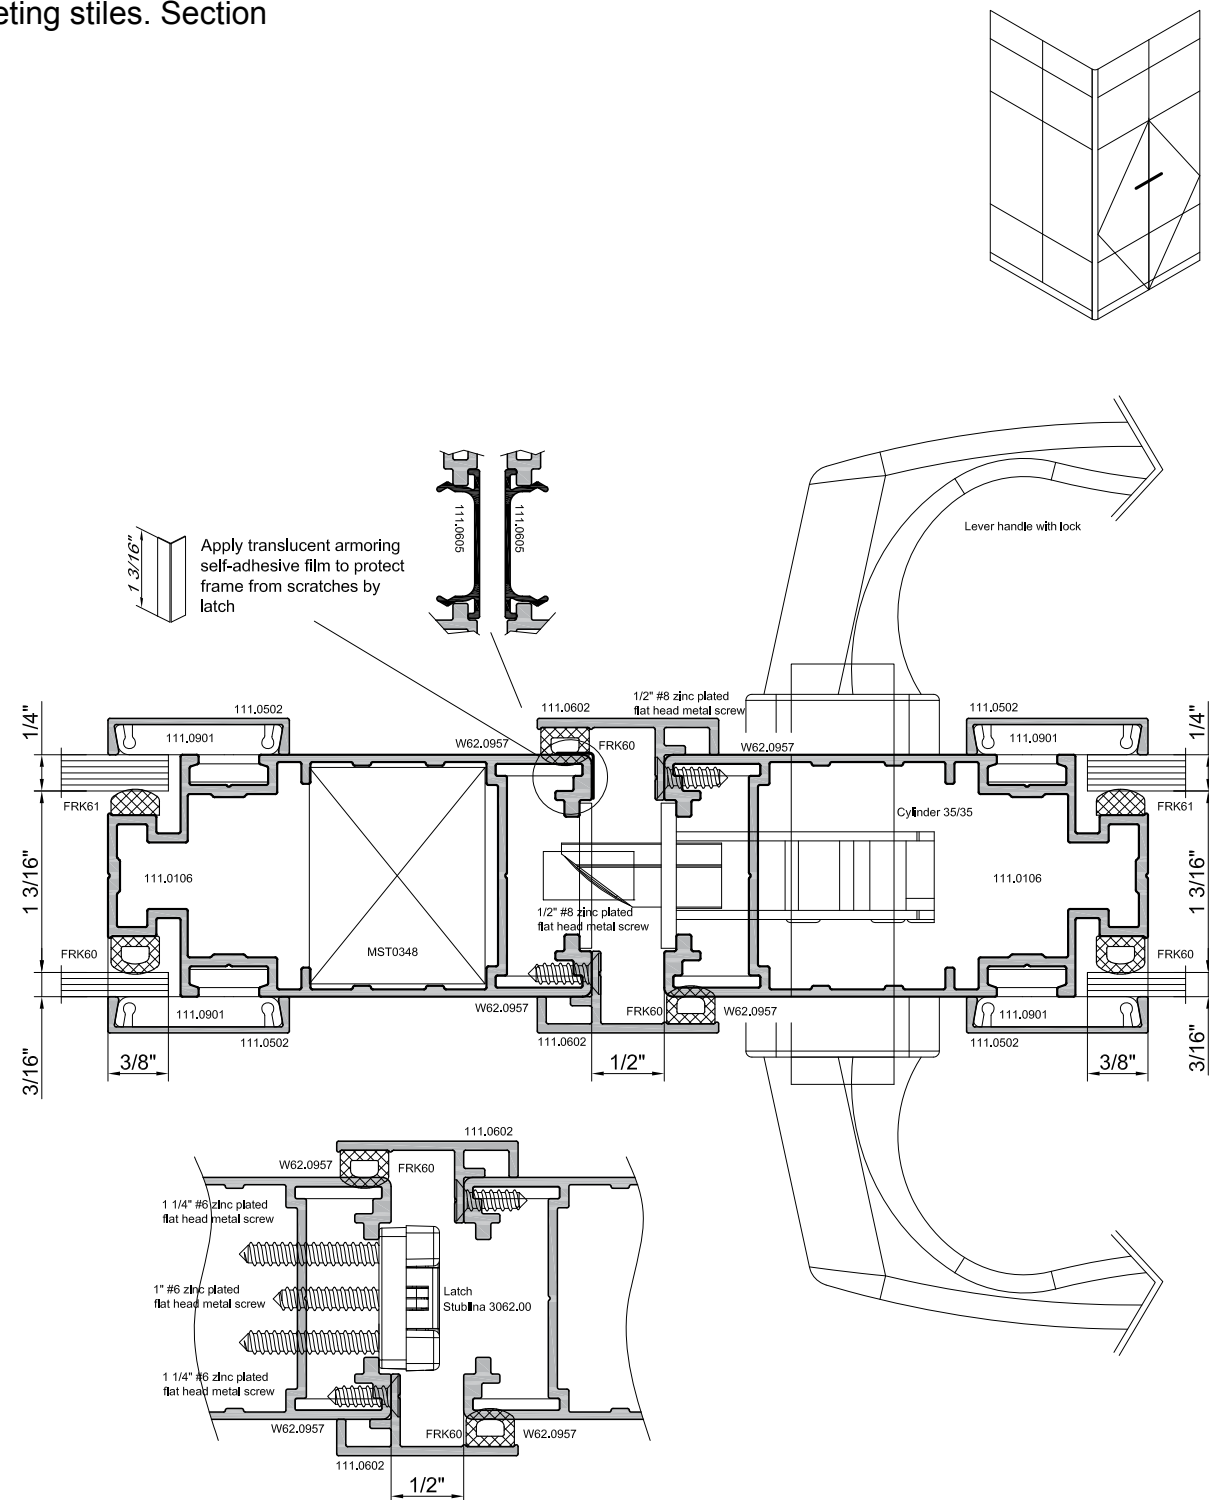 eting stiles. Section
Lever handle with lock
111.0605
111.0605
1 3/16"
Apply translucent armoring
self-adhesive film to protect
frame from scratches by
latch
1/2" #8 zinc plated
flat head metal screw
111.0502
111.0602
111.0502
1/4"
111.0901
W62.0957
FRK60
W62.0957
111.0901
1/4"
FRK61
Cylinder 35/35
FRK61
1 3/16"
111.0106
111.0106
1 3/16"
1/2" #8 zinc plated
flat head metal screw
FRK60
MST0348
FRK60
111.0901
W62.0957
FRK60
W62.0957
111.0901
111.0502
111.0602
111.0502
3/16"
3/8"
1/2"
3/8"
3/16"
111.0602
W62.0957
FRK60
1 1/4" #6 zinc plated
flat head metal screw
1" #6 zinc plated
flat head metal screw
Latch
Stublina 3062.00
1 1/4" #6 zinc plated
flat head metal screw
W62.0957
FRK60
W62.0957
111.0602
1/2"